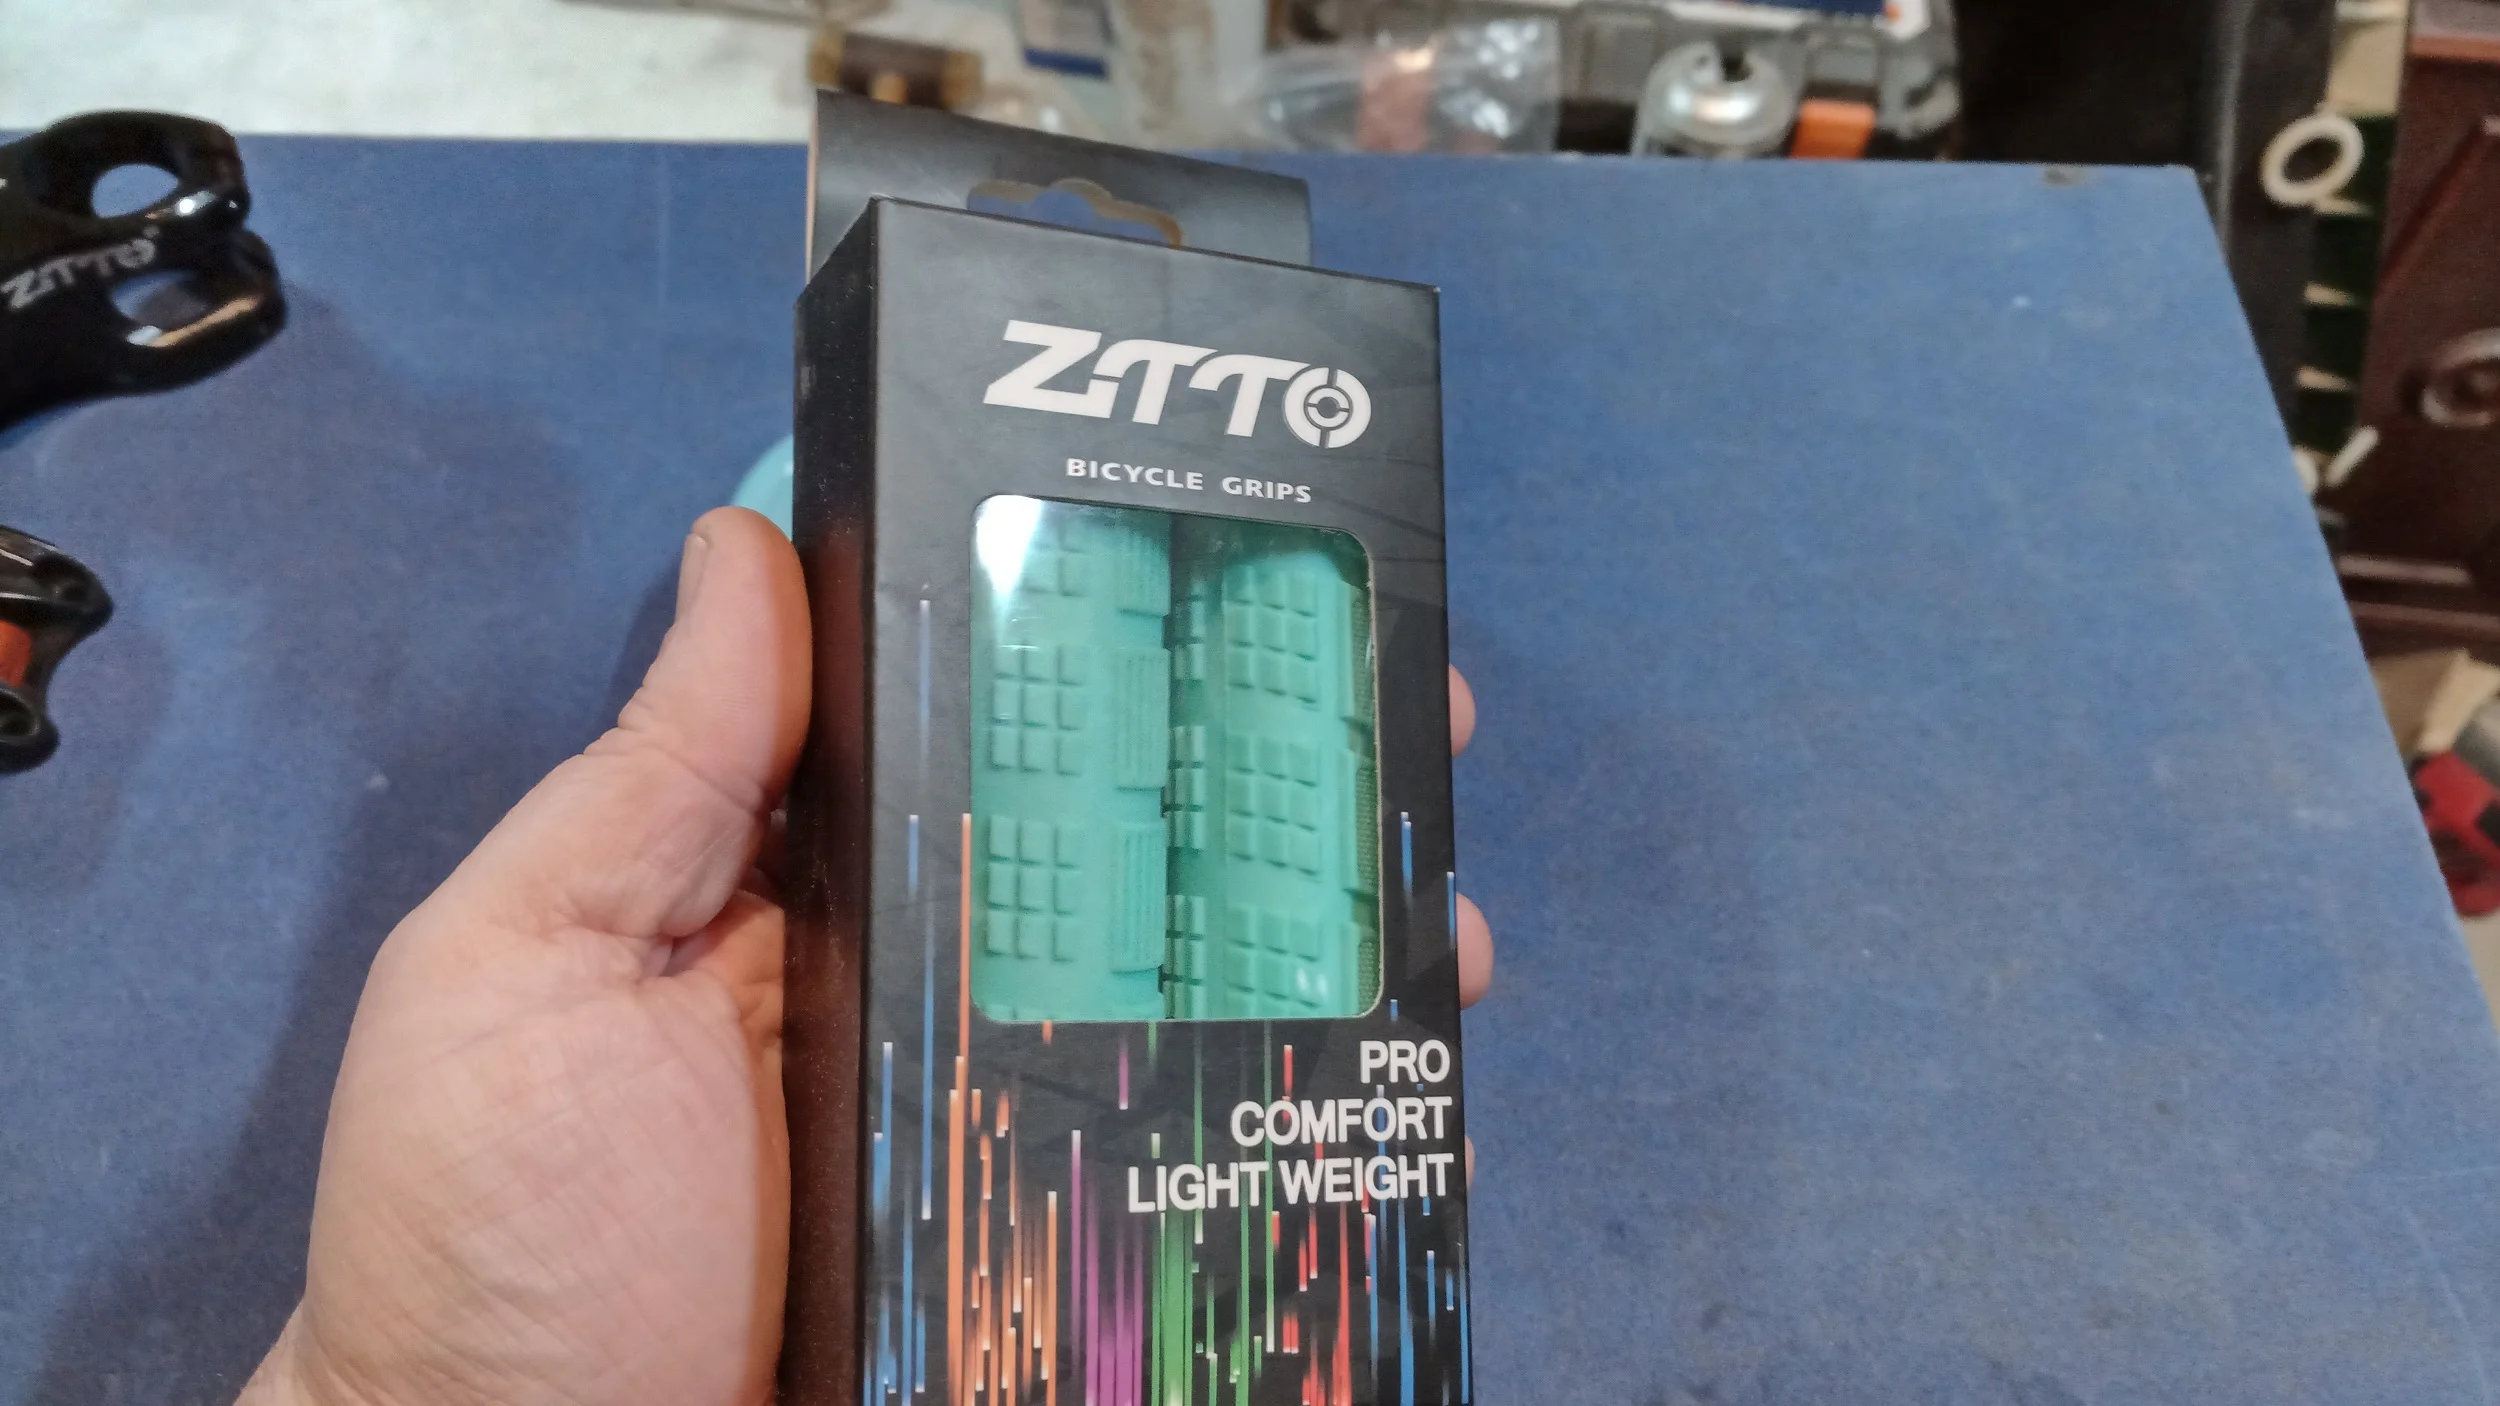 ZTTO
ZTTO
BICYCLE GRIPS
PRO
COMFORT
LIGHT WEIGHT